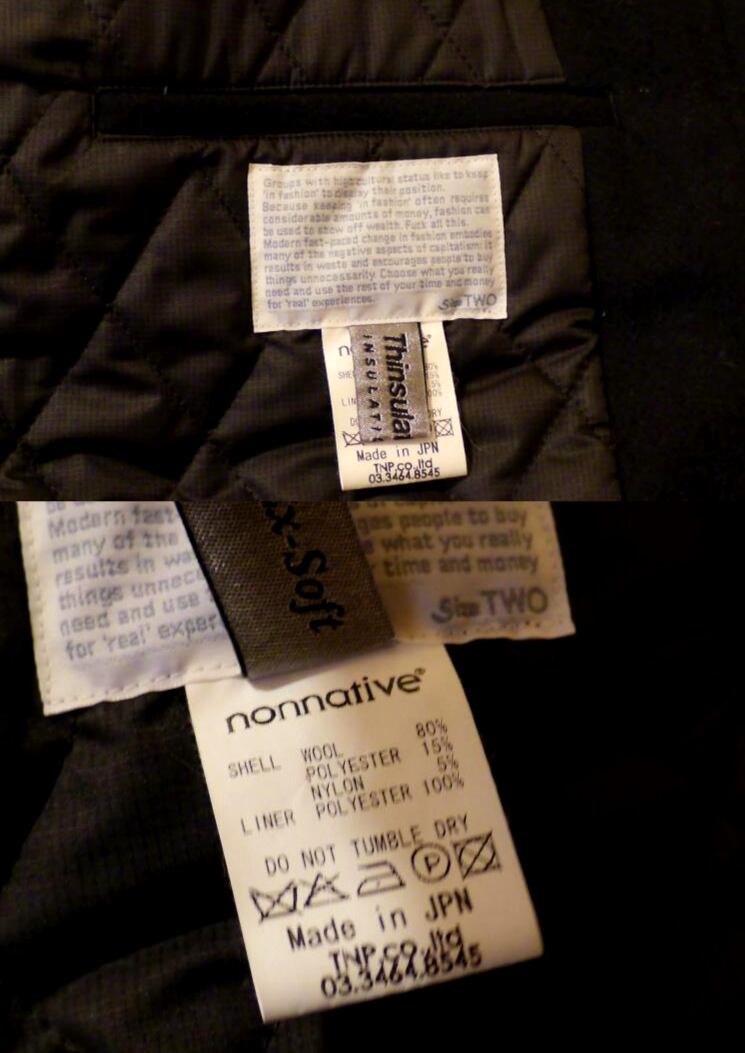 Groups with high cultural status like to keep
'in fashion' to display their position.
Because keeping 'in fashion' often requires
considerable amounts of money, fashion can
be used to show off wealth. Fuck all this.
Modern fast-paced change in fashion embodies
many of the negative aspects of capitalism: it
results in waste and encourages people to buy
things unnecessarily. Choose what you really
need and use the rest of your time and money
for 'real' experiences.
Size TWO
Thinsulat
INSULATI
Made in JPN
TNP.co.,ltd
03.3464.8545
Modern fast
ges people to buy
many of the
what you really
results in wa
time and money
things unnec
need and use
for 'real' exper
Size TWO
x-Soft
nonnative®
SHELL WOOL 80%
POLYESTER 15%
NYLON 5%
LINER POLYESTER 100%
DO NOT TUMBLE DRY
P
Made in JPN
TNP.co.,ltd
03.3464.8545